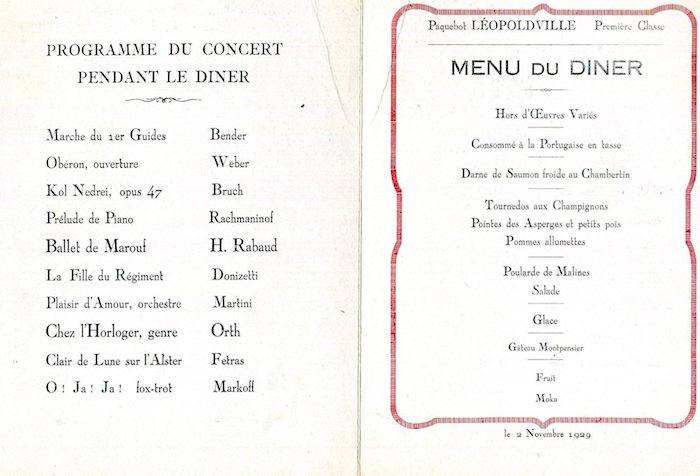 PROGRAMME DU CONCERT
PENDANT LE DINER
Marche du 1er Guides Bender
Obéron, ouverture Weber
Kol Nedrei, opus 47 Bruch
Prélude de Piano Rachmaninof
Ballet de Marouf H. Rabaud
La Fille du Régiment Donizetti
Plaisir d'Amour, orchestre Martini
Chez l'Horloger, genre Orth
Clair de Lune sur l'Alster Fetras
O ! Ja ! Ja ! fox-trot Markoff
Paquebot LÉOPOLDVILLE Première Classe
MENU DU DINER
Hors d'Œuvres Variés
Consommé à la Portugaise en tasse
Darne de Saumon froide au Chambertin
Tournedos aux Champignons
Pointes des Asperges et petits pois
Pommes allumettes
Poularde de Malines
Salade
Glace
Gâteau Montpensier
Fruit
Moka
le 2 Novembre 1929